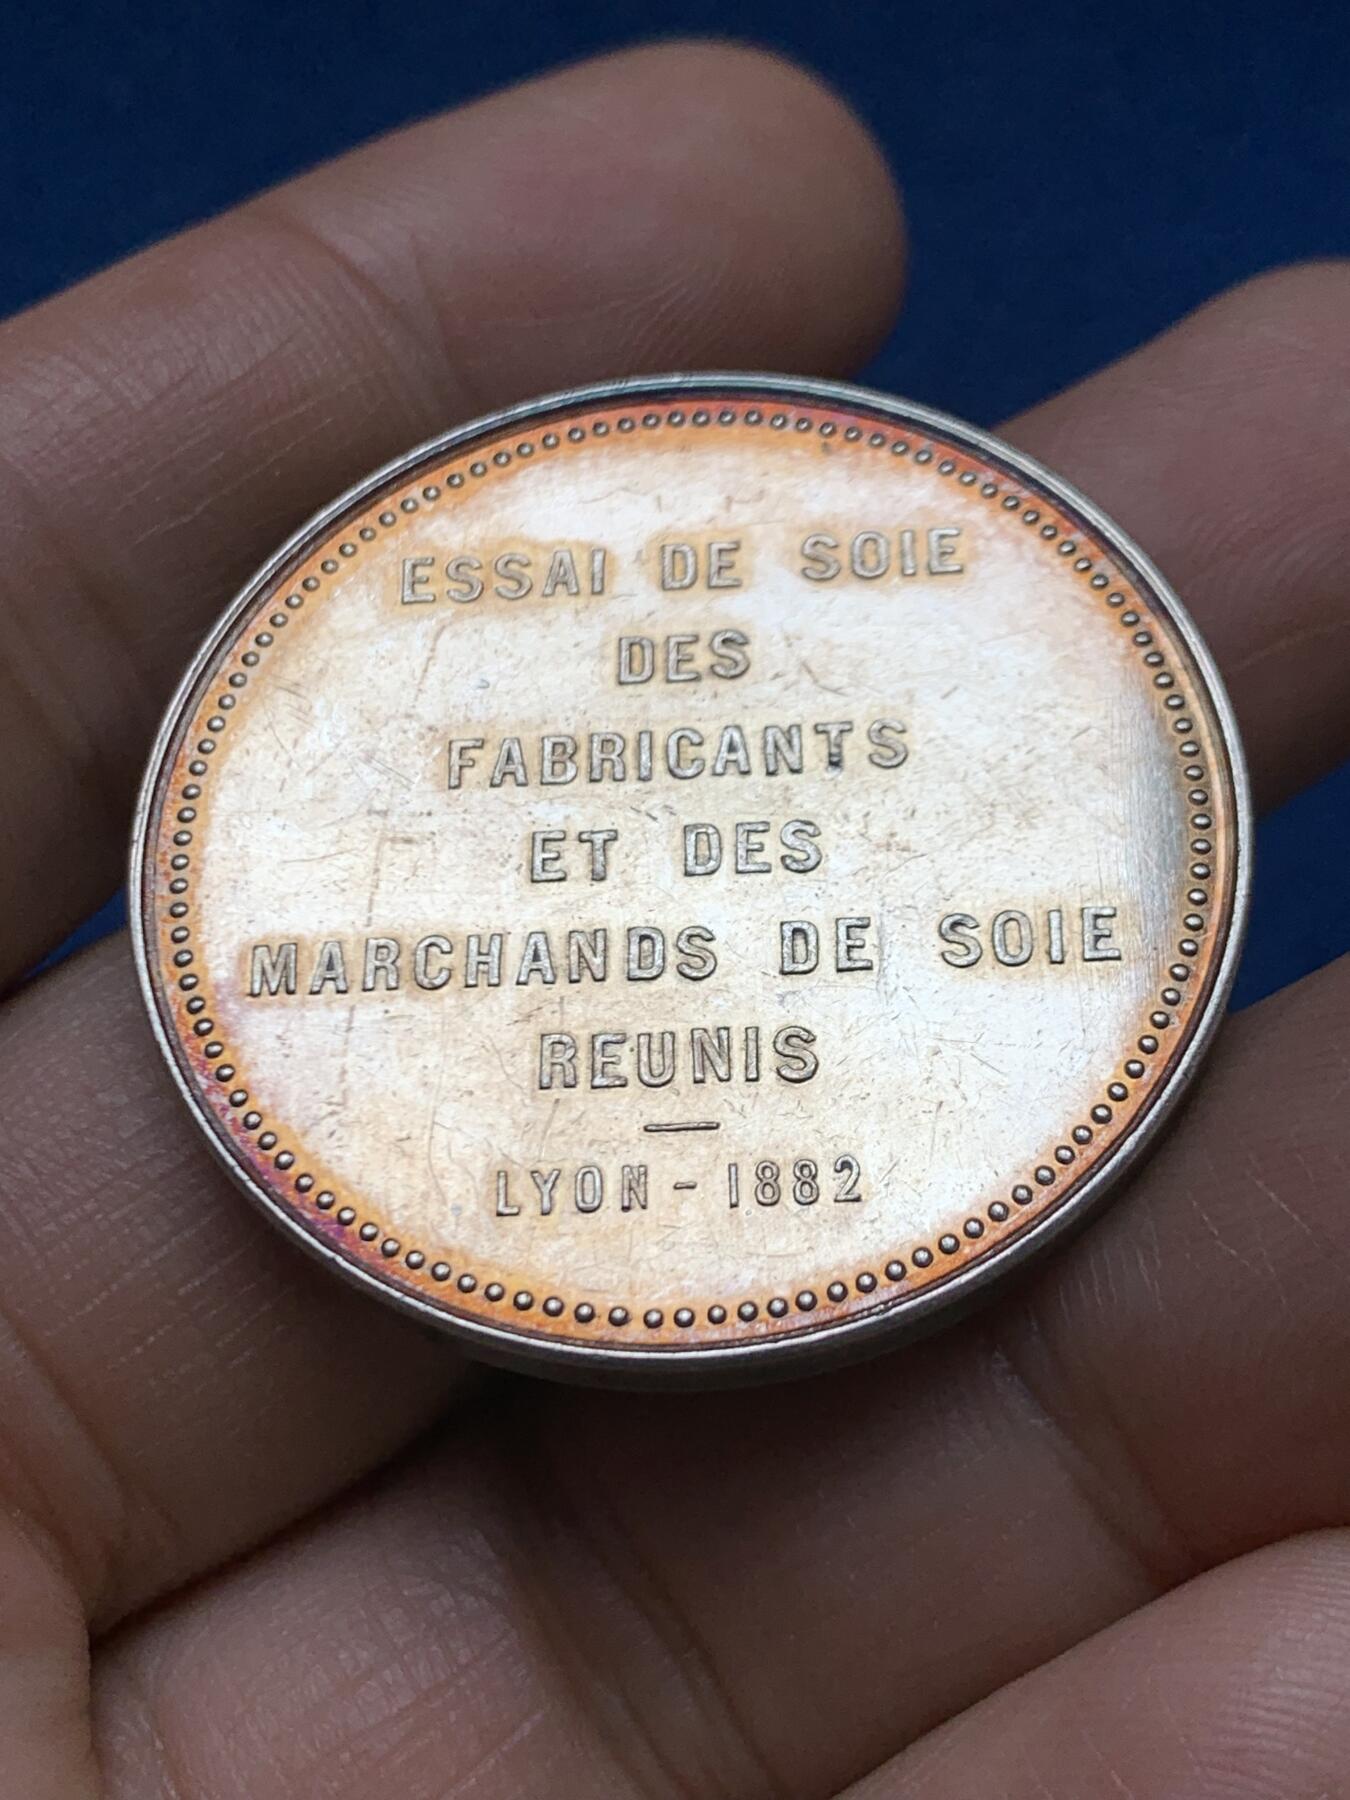 ESSAI DE SOIE
DES
FABRICANTS
ET DES
MARCHANDS DE SOIE
REUNIS
LYON - 1882